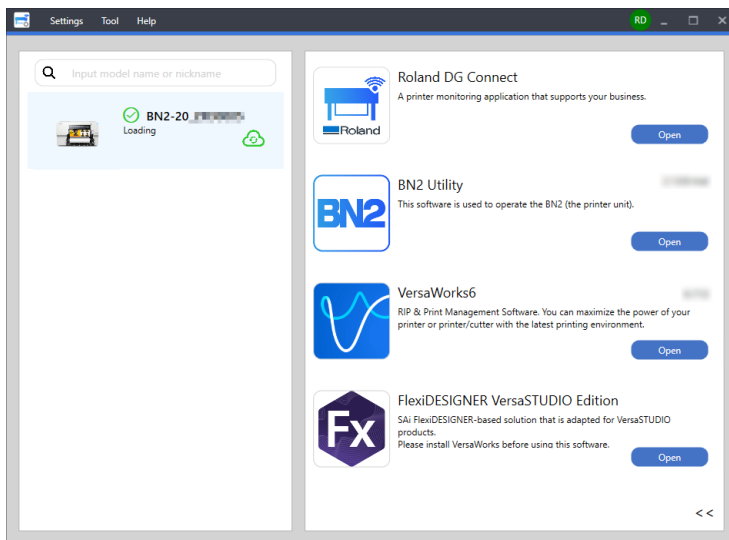 Settings Tool Help RD
Input model name or nickname
BN2-20_
Loading
Roland DG Connect
A printer monitoring application that supports your business.
Roland
Open
BN2 Utility
This software is used to operate the BN2 (the printer unit).
BN2
Open
VersaWorks6
RIP & Print Management Software. You can maximize the power of your
printer or printer/cutter with the latest printing environment.
Open
FlexiDESIGNER VersaSTUDIO Edition
SAi FlexiDESIGNER-based solution that is adapted for VersaSTUDIO
products.
Please install VersaWorks before using this software.
Fx
Open
<<